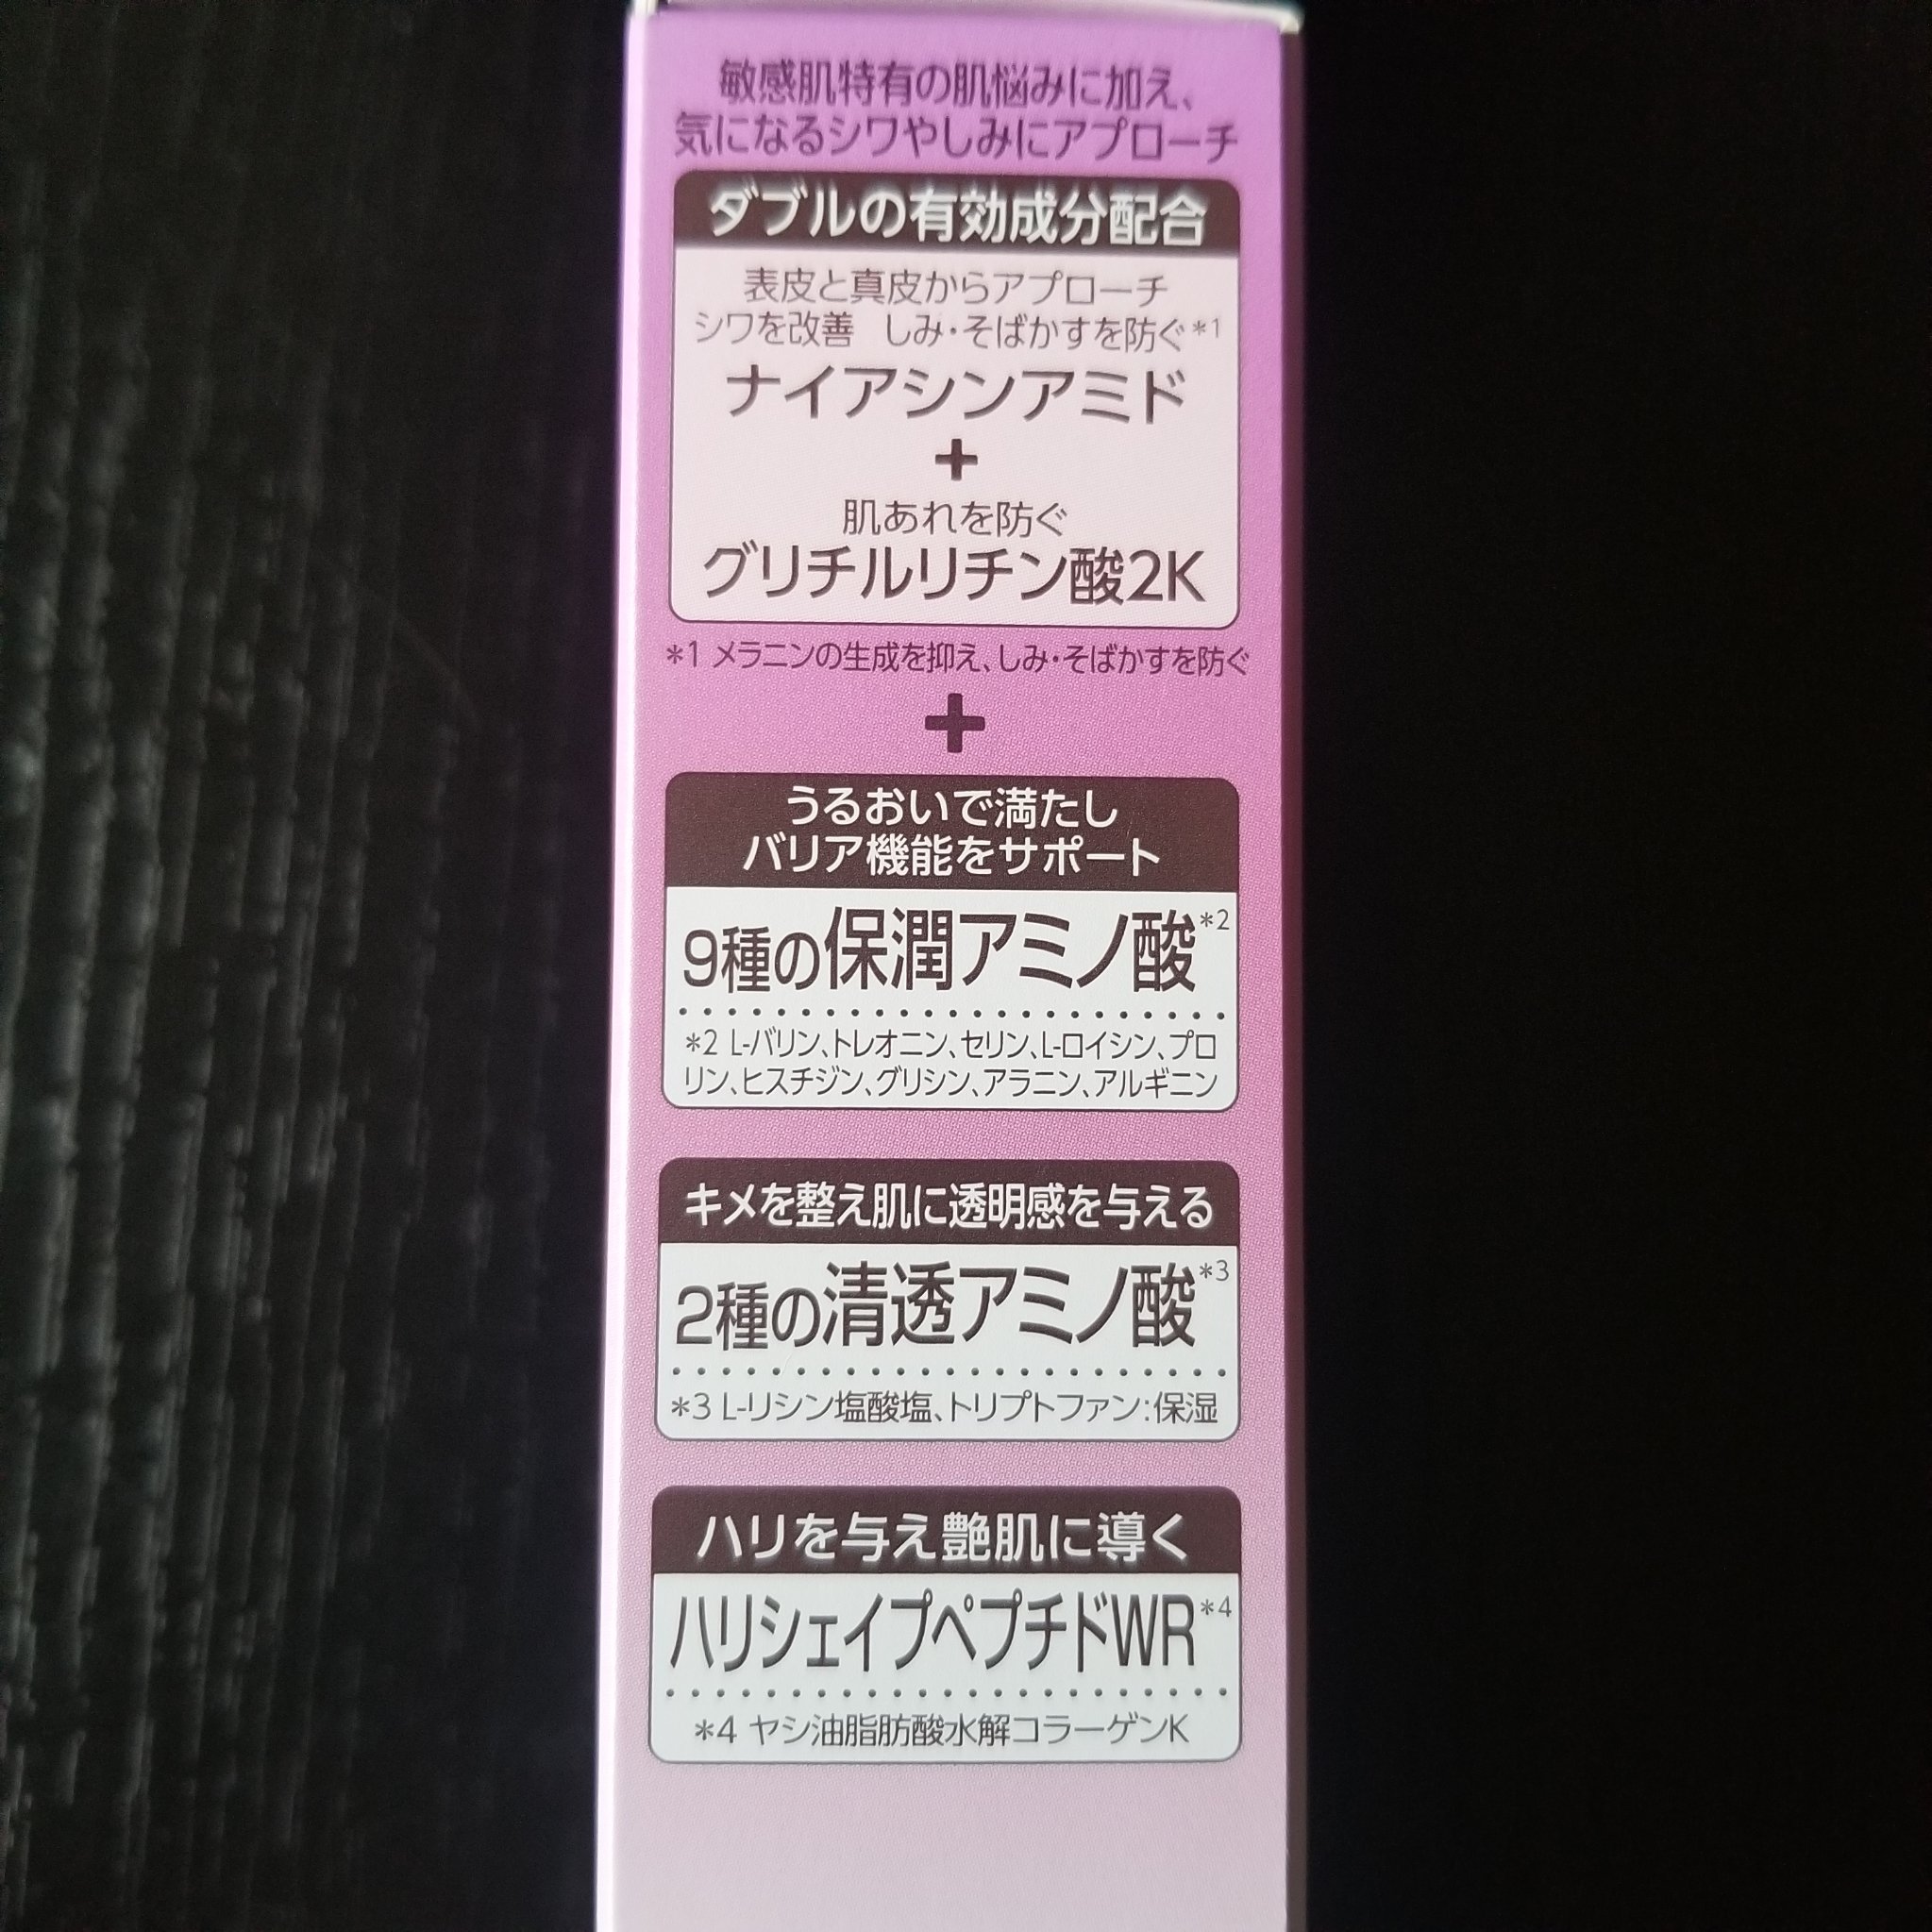 敏感肌特有の肌悩みに加え、
気になるシワやしみにアプローチ
ダブルの有効成分配合
表皮と真皮からアプローチ
シワを改善　しみ・そばかすを防ぐ*1
ナイアシンアミド
+
肌あれを防ぐ
グリチルリチン酸2K
*1 メラニンの生成を抑え、しみ・そばかすを防ぐ
+
うるおいで満たし
バリア機能をサポート
9種の保潤アミノ酸*2
*2 L-バリン、トレオニン、セリン、L-ロイシン、プロ
リン、ヒスチジン、グリシン、アラニン、アルギニン
キメを整え肌に透明感を与える
2種の清透アミノ酸*3
*3 L-リシン塩酸塩、トリプトファン:保湿
ハリを与え艶肌に導く
ハリシェイプペプチドWR*4
*4 ヤシ油脂肪酸水解コラーゲンK